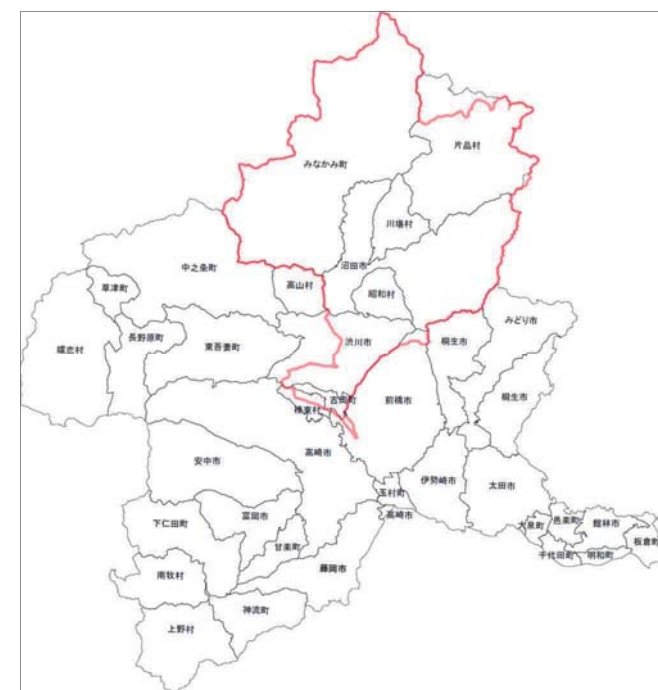 片品村
みなかみ町
川場村
中之条町
沼田市
草津町
高山村
昭和村
みどり市
長野原町
渋川市
桐生市
嬬恋村
東吾妻町
吉岡町
前橋市
桐生市
榛東村
高崎市
安中市
伊勢崎市
太田市
玉村町
高崎市
下仁田町
富岡市
大泉町
邑楽町
館林市
板倉町
甘楽町
千代田町
明和町
藤岡市
南牧村
神流町
上野村